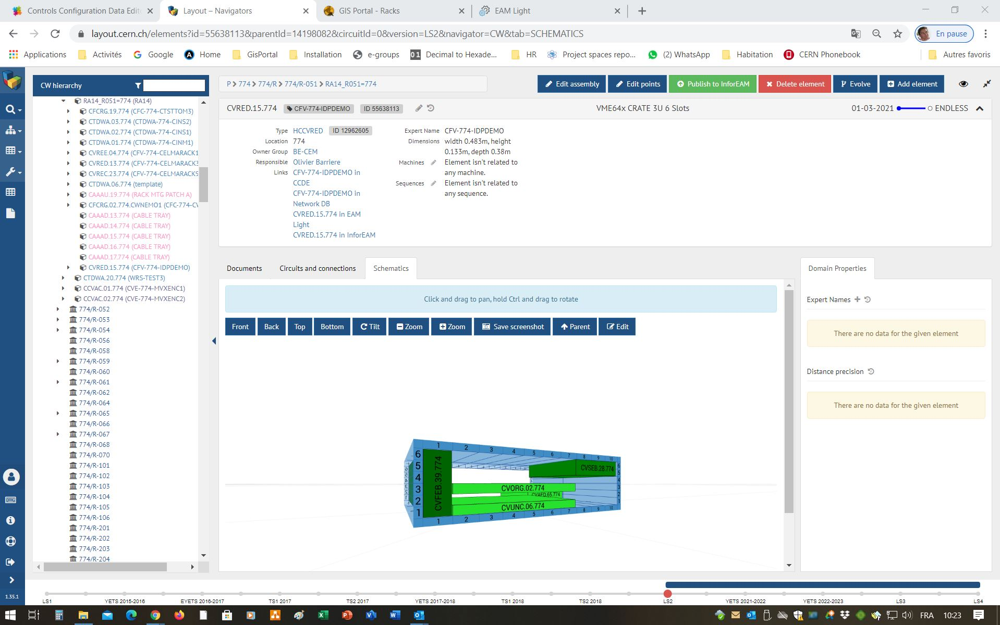 Controls Configuration Data Edit
Layout – Navigators
GIS Portal - Racks
EAM Light
layout.cern.ch/elements?id=55638113&parentId=14198082&circuitId=0&version=LS2&navigator=CW&tab=SCHEMATICS
En pause
Applications
Activités
Google
Home
GisPortal
Installation
e-groups
01
Decimal to Hexade...
HR
Project spaces repo...
(2) WhatsApp
Habitation
CERN Phonebook
Autres favoris
CW hierarchy
P > 774 > 774/R > 774/R-051 > RA14_R051=774
Edit assembly
Edit points
Publish to InforEAM
Delete element
Evolve
Add element
RA14_R051=774 (RA14)
CFCRG.19.774 (CFC-774-CTSTTOM3)
CTDWA.03.774 (CTDWA-774-CINS2)
CTDWA.02.774 (CTDWA-774-CINS1)
CTDWA.01.774 (CTDWA-774-CINM1)
CVREE.04.774 (CFV-774-CELMARACK1
CVRED.13.774 (CFV-774-CELMARACK3
CVREC.23.774 (CFV-774-CELMARACK9
CTDWA.06.774 (template)
CAAAU.19.774 (RACK MTG PATCH A)
CFCRG.02.774.CWNEMO1 (CFC-774-CV
CAAAD.13.774 (CABLE TRAY)
CAAAD.14.774 (CABLE TRAY)
CAAAD.15.774 (CABLE TRAY)
CAAAD.16.774 (CABLE TRAY)
CAAAD.17.774 (CABLE TRAY)
CVRED.15.774 (CFV-774-IDPDEMO)
CTDWA.20.774 (WRS-TEST3)
CCVAC.01.774 (CVE-774-MVXENC1)
CCVAC.02.774 (CVE-774-MVXENC2)
774/R-052
774/R-053
774/R-054
774/R-056
774/R-058
774/R-059
774/R-060
774/R-061
774/R-062
774/R-064
774/R-065
774/R-066
774/R-067
774/R-068
774/R-070
774/R-101
774/R-102
774/R-103
774/R-104
774/R-105
774/R-106
774/R-201
774/R-202
774/R-203
774/R-204
1.35.1
CVRED.15.774
CFV-774-IDPDEMO
ID 55638113
VME64x CRATE 3U 6 Slots
01-03-2021
ENDLESS
Type HCCVRED ID 12962605
Location 774
Owner Group BE-CEM
Responsible Olivier Barriere
Links CFV-774-IDPDEMO in
CCDE
CFV-774-IDPDEMO in
Network DB
CVRED.15.774 in EAM
Light
CVRED.15.774 in InforEAM
Expert Name CFV-774-IDPDEMO
Dimensions width 0.483m, height
0.133m, depth 0.38m
Machines Element isn't related to
any machine.
Sequences Element isn't related to
any sequence.
Documents
Circuits and connections
Schematics
Click and drag to pan, hold Ctrl and drag to rotate
Front
Back
Top
Bottom
Tilt
Zoom
Zoom
Save screenshot
Parent
Edit
1 2 3 4 5 6 7 8 9 10
6
5
4
3
2
1
CVFEB.39.774
CVSEB.28.774
CVORG.02.774
CVAED.65.774
CVUNC.06.774
1 2 3 4 5 6 7 8 9 10
Domain Properties
Expert Names
There are no data for the given element
Distance precision
There are no data for the given element
LS1
YETS 2015-2016
EYETS 2016-2017
TS1 2017
TS2 2017
YETS 2017-2018
TS1 2018
TS2 2018
LS2
YETS 2021-2022
YETS 2022-2023
LS3
LS4
FRA
10:23